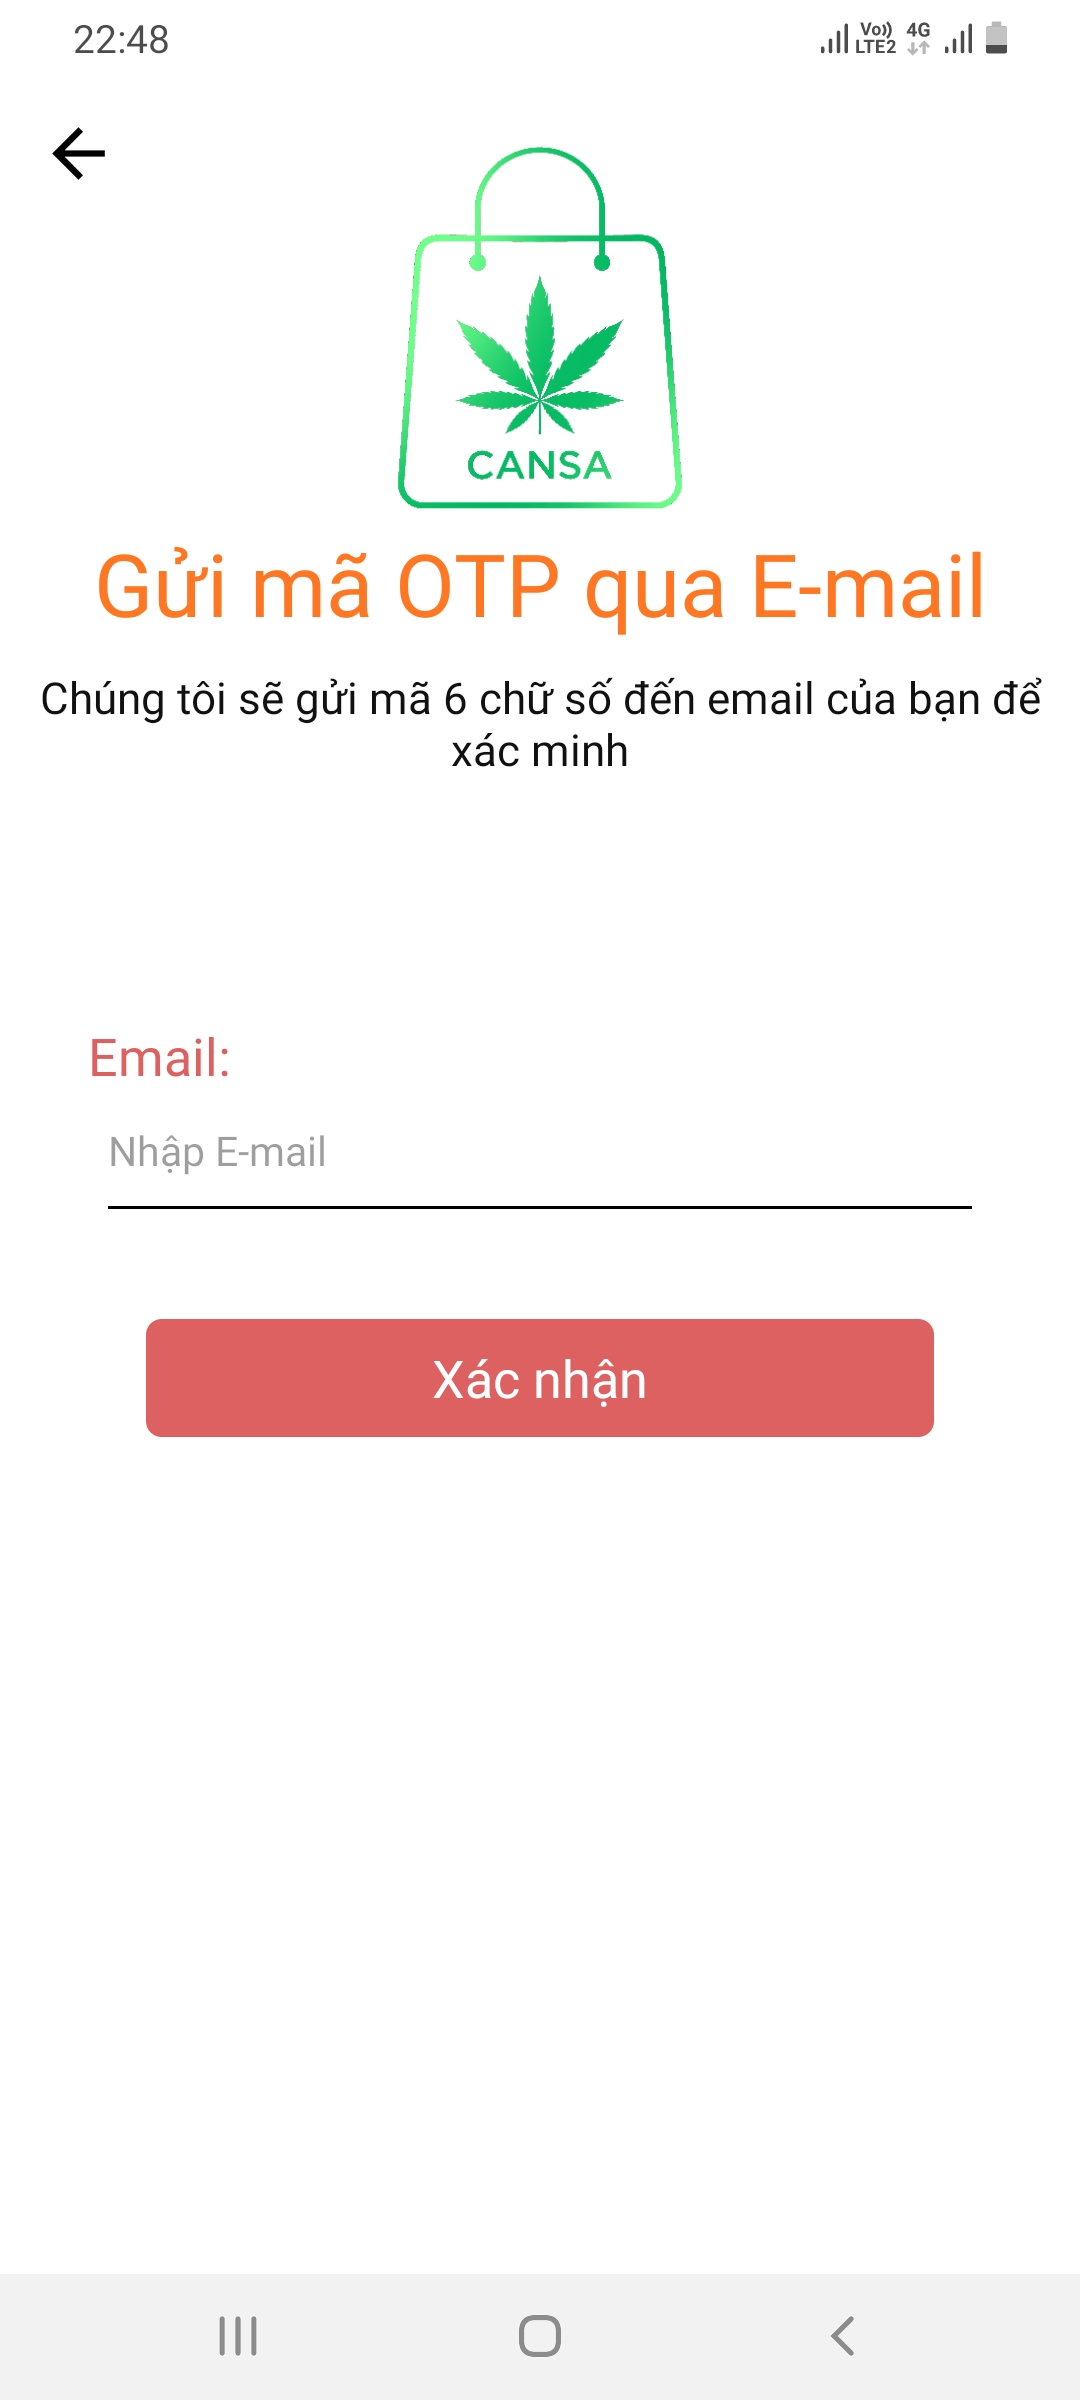 22:48
Vo)) 4G
LTE2
CANSA
Gửi mã OTP qua E-mail
Chúng tôi sẽ gửi mã 6 chữ số đến email của bạn để
xác minh
Email:
Nhập E-mail
Xác nhận